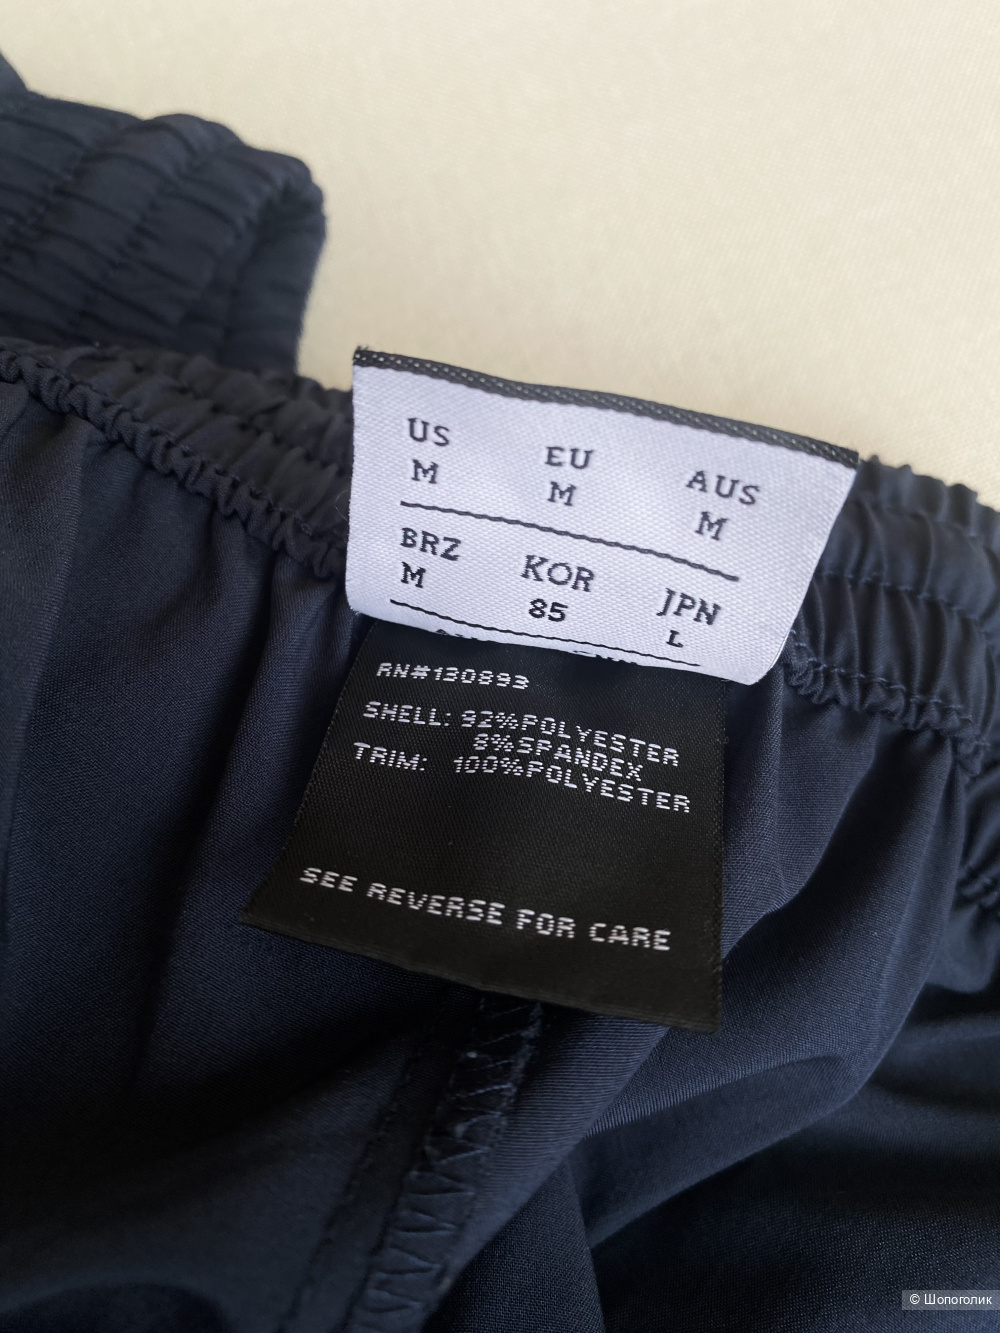 US EU AUS
M M M
BRZ KOR JPN
M 85 L
RN#130893
SHELL: 92%POLYESTER
8%SPANDEX
TRIM: 100%POLYESTER
SEE REVERSE FOR CARE
© Шопоголик